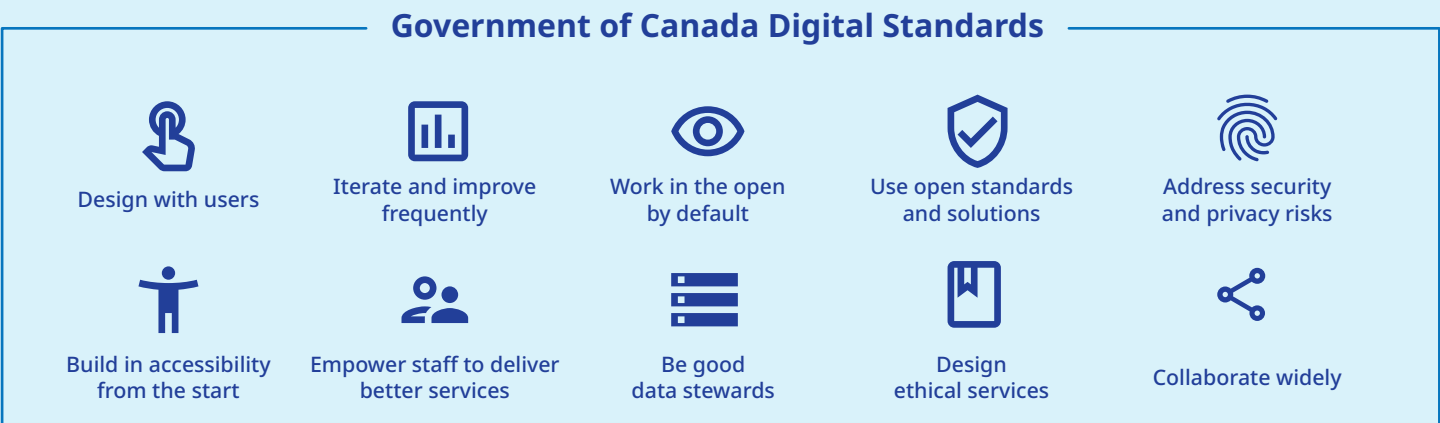 Government of Canada Digital Standards
Design with users
Iterate and improve
frequently
Work in the open
by default
Use open standards
and solutions
Address security
and privacy risks
Build in accessibility
from the start
Empower staff to deliver
better services
Be good
data stewards
Design
ethical services
Collaborate widely